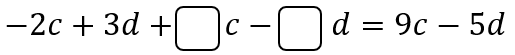 −2c + 3d + □ c − □ d = 9c − 5d